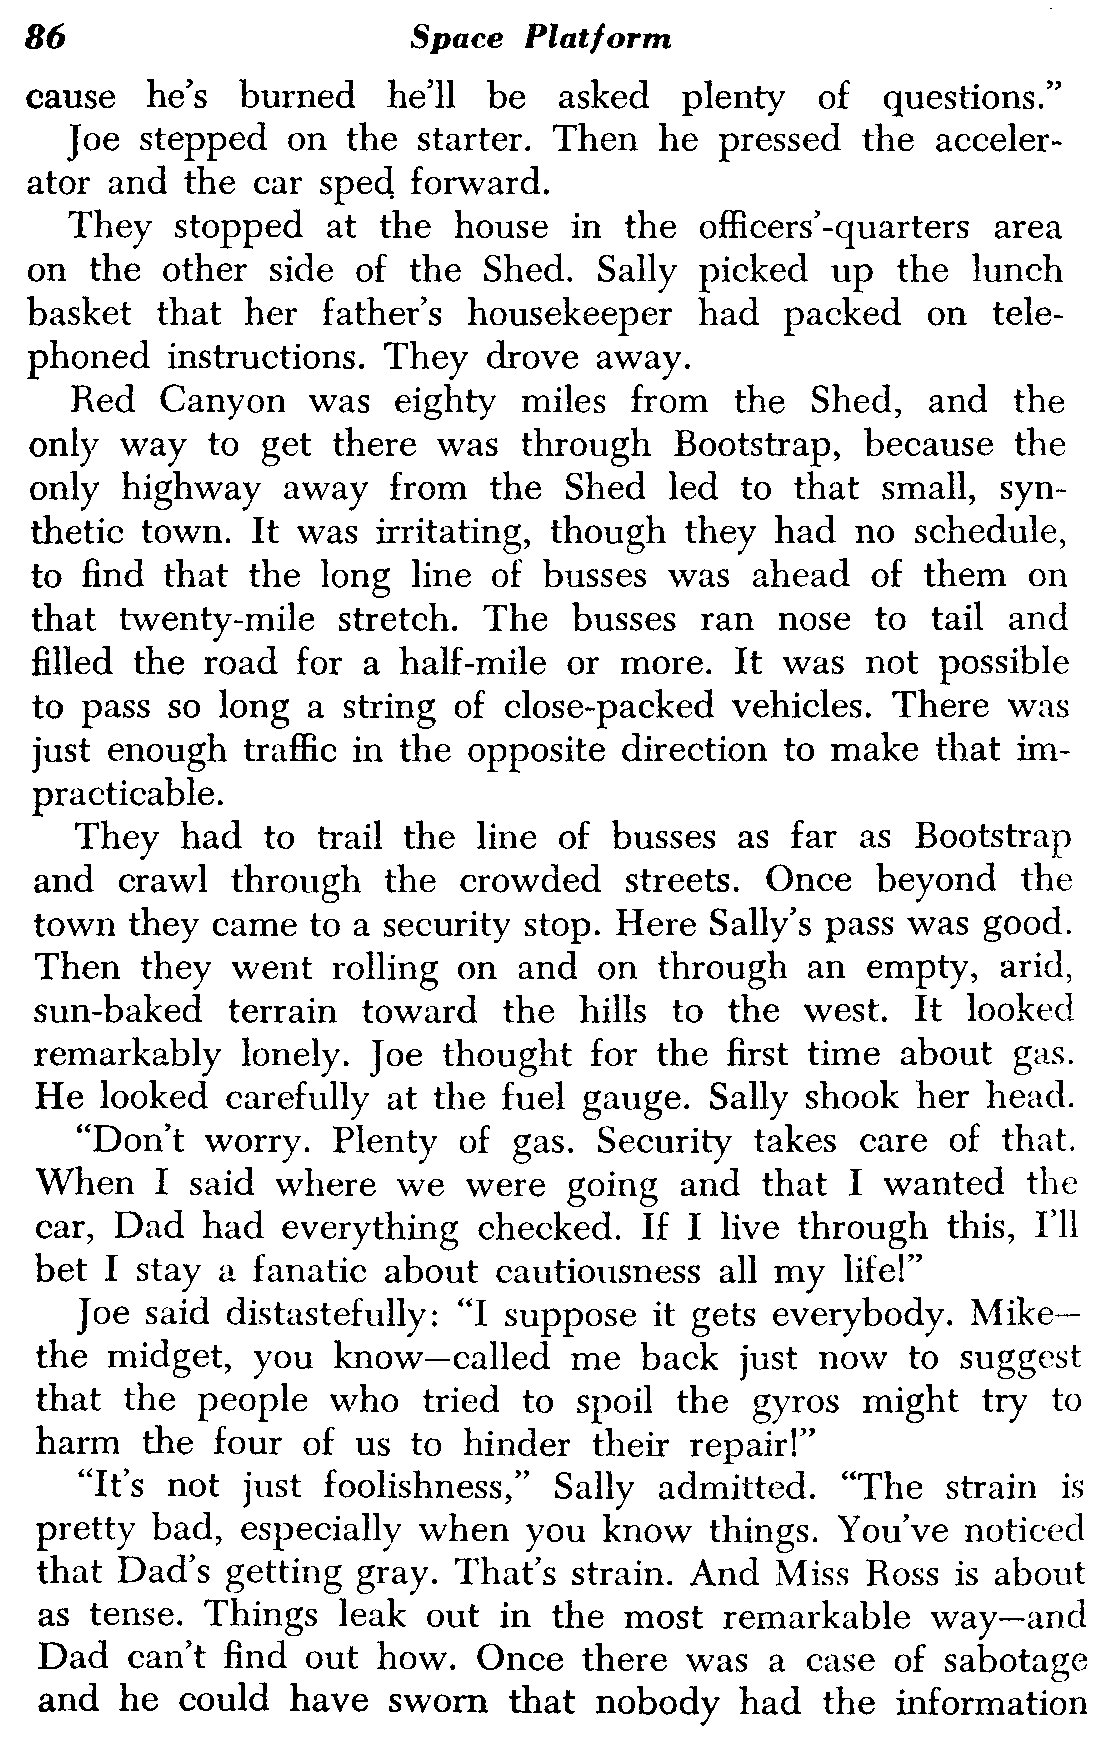 86 Space Platform
cause he's burned he'll be asked plenty of questions.”
Joe stepped on the starter. Then he pressed the acceler-
ator and the car sped forward.
They stopped at the house in the officers'-quarters area
on the other side of the Shed. Sally picked up the lunch
basket that her father's housekeeper had packed on tele-
phoned instructions. They drove away.
Red Canyon was eighty miles from the Shed, and the
only way to get there was through Bootstrap, because the
only highway away from the Shed led to that small, syn-
thetic town. It was irritating, though they had no schedule,
to find that the long line of busses was ahead of them on
that twenty-mile stretch. The busses ran nose to tail and
filled the road for a half-mile or more. It was not possible
to pass so long a string of close-packed vehicles. There was
just enough traffic in the opposite direction to make that im-
practicable.
They had to trail the line of busses as far as Bootstrap
and crawl through the crowded streets. Once beyond the
town they came to a security stop. Here Sally's pass was good.
Then they went rolling on and on through an empty, arid,
sun-baked terrain toward the hills to the west. It looked
remarkably lonely. Joe thought for the first time about gas.
He looked carefully at the fuel gauge. Sally shook her head.
“Don't worry. Plenty of gas. Security takes care of that.
When I said where we were going and that I wanted the
car, Dad had everything checked. If I live through this, I'll
bet I stay a fanatic about cautiousness all my life!”
Joe said distastefully: “I suppose it gets everybody. Mike—
the midget, you know—called me back just now to suggest
that the people who tried to spoil the gyros might try to
harm the four of us to hinder their repair!”
“It's not just foolishness,” Sally admitted. “The strain is
pretty bad, especially when you know things. You've noticed
that Dad's getting gray. That's strain. And Miss Ross is about
as tense. Things leak out in the most remarkable way—and
Dad can't find out how. Once there was a case of sabotage
and he could have sworn that nobody had the information